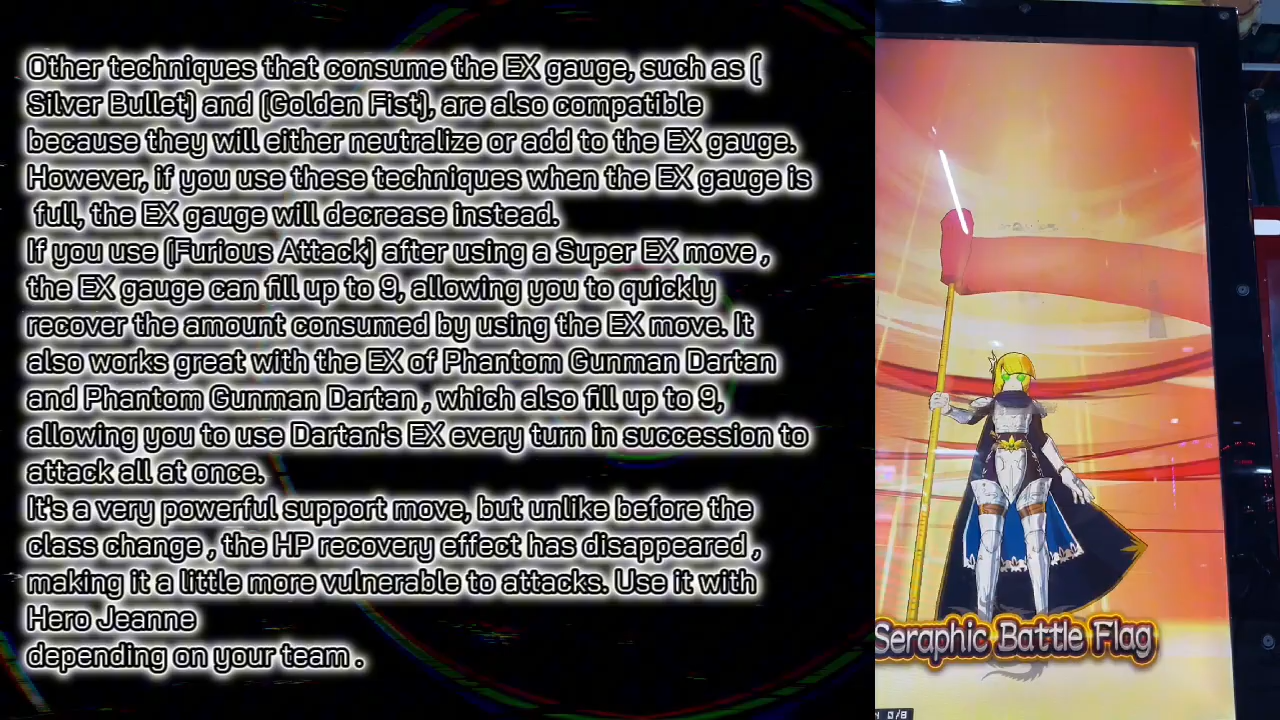 Other techniques that consume the EX gauge, such as [
Silver Bullet] and [Golden Fist], are also compatible
because they will either neutralize or add to the EX gauge.
However, if you use these techniques when the EX gauge is
full, the EX gauge will decrease instead.
If you use [Furious Attack] after using a Super EX move ,
the EX gauge can fill up to 9, allowing you to quickly
recover the amount consumed by using the EX move. It
also works great with the EX of Phantom Gunman Dartan
and Phantom Gunman Dartan , which also fill up to 9,
allowing you to use Dartan's EX every turn in succession to
attack all at once.
It's a very powerful support move, but unlike before the
class change , the HP recovery effect has disappeared ,
making it a little more vulnerable to attacks. Use it with
Hero Jeanne
depending on your team .
Seraphic Battle Flag
0/8